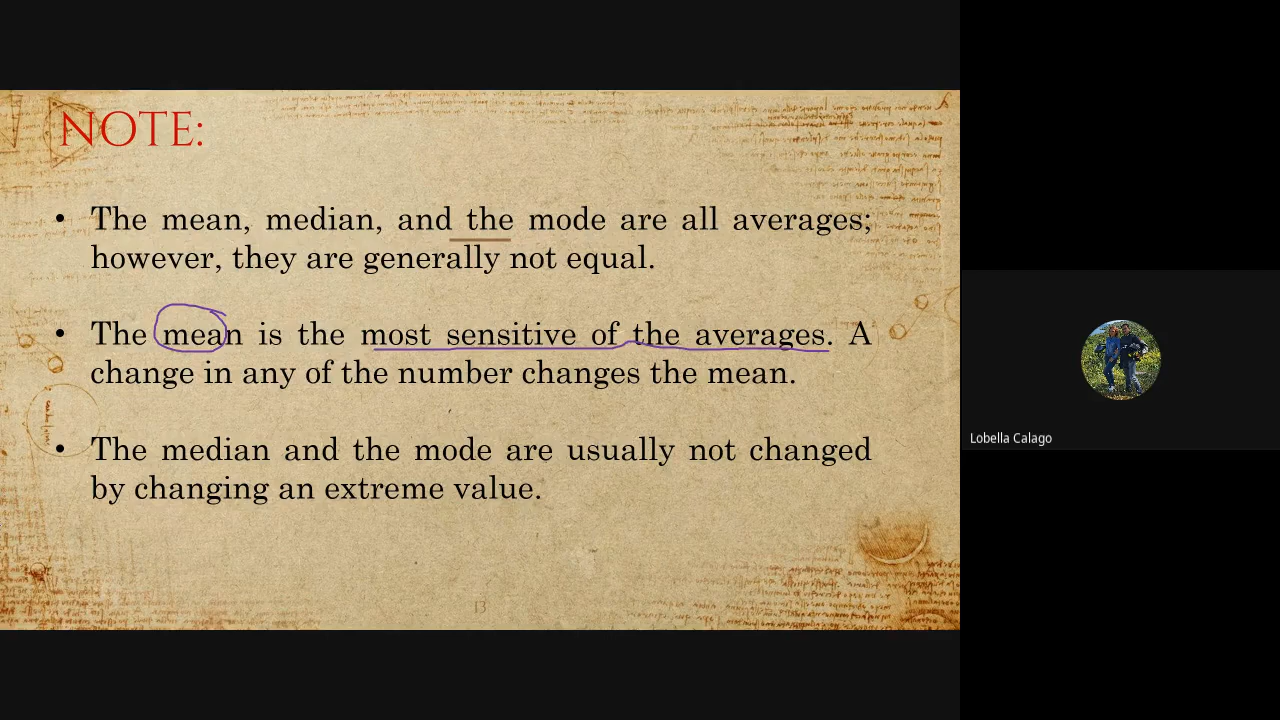 NOTE:
• The mean, median, and the mode are all averages;
however, they are generally not equal.
• The mean is the most sensitive of the averages. A
change in any of the number changes the mean.
• The median and the mode are usually not changed
by changing an extreme value.
13
Lobella Calago